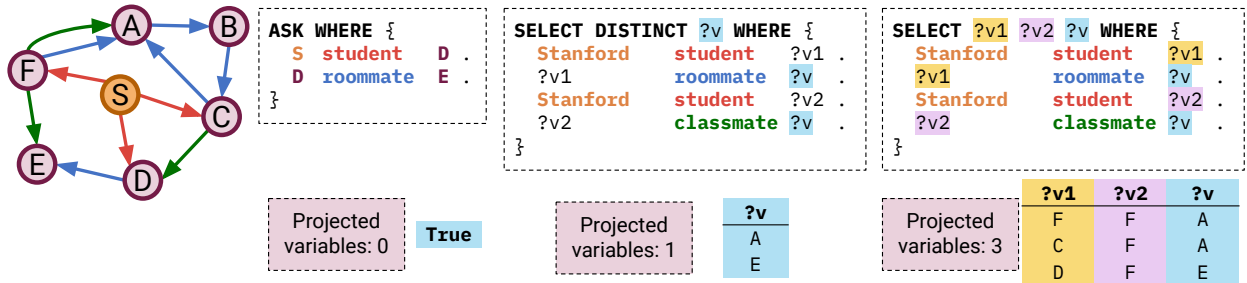 A
B
F
S
C
E
D
ASK WHERE {
S student D .
D roommate E .
}
Projected
variables: 0
True
SELECT DISTINCT ?v WHERE {
Stanford student ?v1 .
?v1 roommate ?v .
Stanford student ?v2 .
?v2 classmate ?v .
}
Projected
variables: 1
?v
A
E
SELECT ?v1 ?v2 ?v WHERE {
Stanford student ?v1 .
?v1 roommate ?v .
Stanford student ?v2 .
?v2 classmate ?v .
}
Projected
variables: 3
?v1 ?v2 ?v
F F A
C F A
D F E